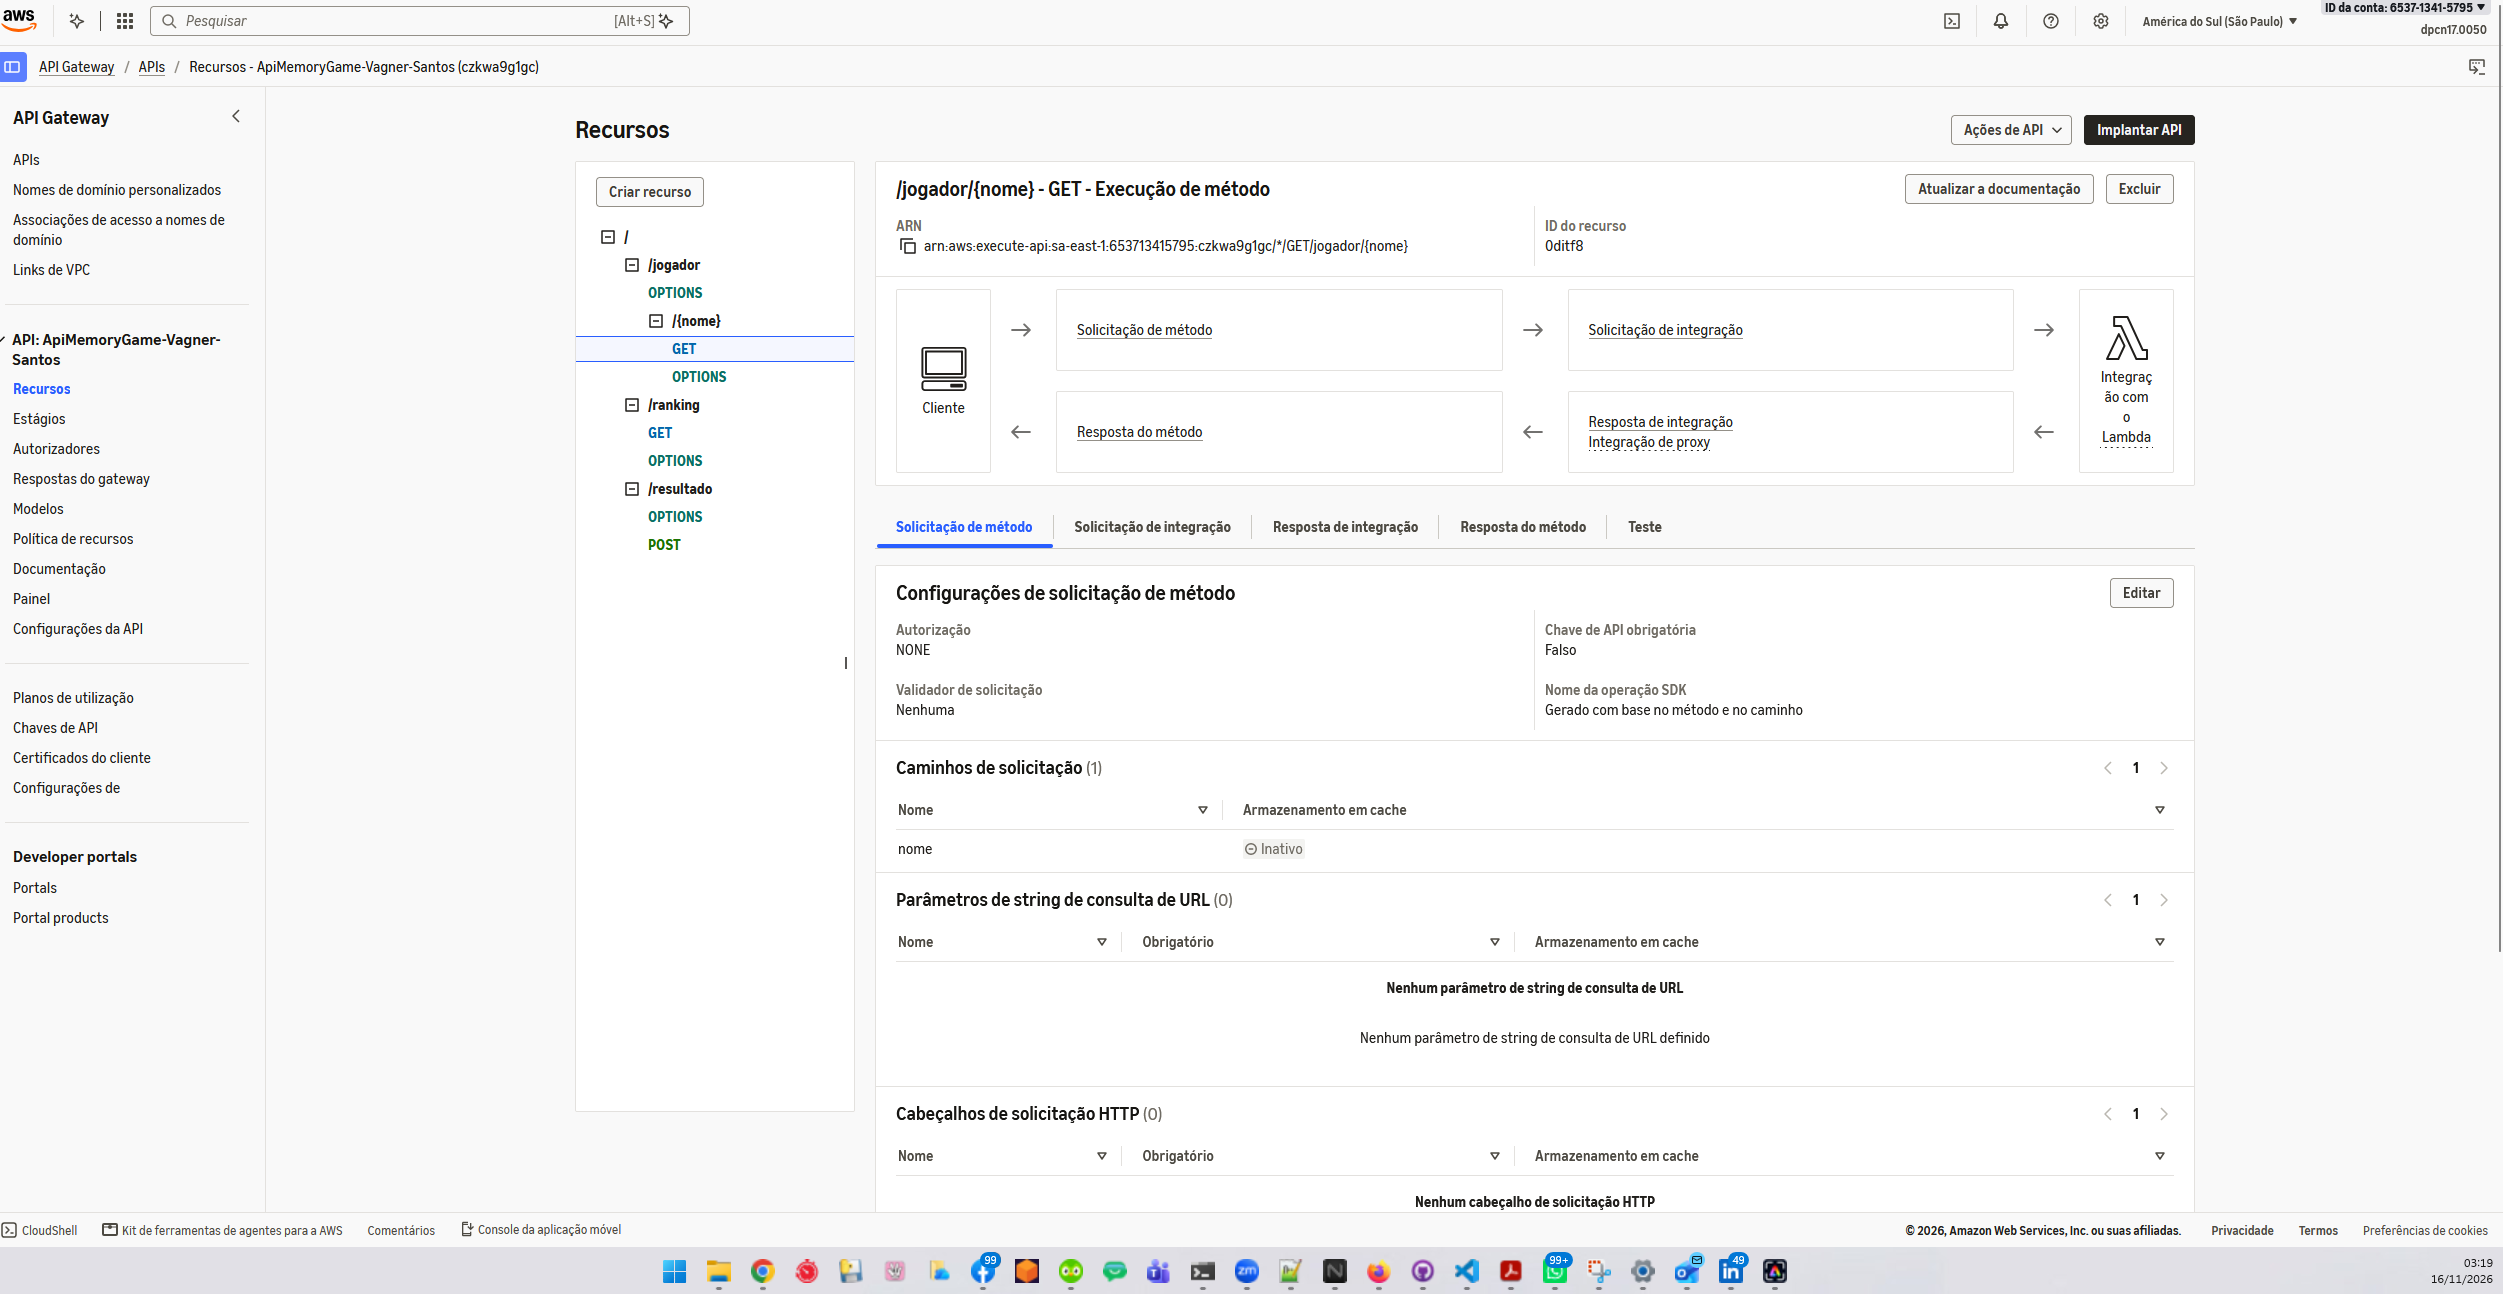 aws
Pesquisar
[Alt+S]
América do Sul (São Paulo)
ID da conta: 6537-1341-5795
dpcn17.0050
API Gateway / APIs / Recursos - ApiMemoryGame-Vagner-Santos (czkwa9g1gc)
API Gateway
APIs
Nomes de domínio personalizados
Associações de acesso a nomes de
domínio
Links de VPC
API: ApiMemoryGame-Vagner-
Santos
Recursos
Estágios
Autorizadores
Respostas do gateway
Modelos
Política de recursos
Documentação
Painel
Configurações da API
Planos de utilização
Chaves de API
Certificados do cliente
Configurações de
Developer portals
Portals
Portal products
Recursos
Ações de API
Implantar API
Criar recurso
/
/jogador
OPTIONS
/{nome}
GET
OPTIONS
/ranking
GET
OPTIONS
/resultado
OPTIONS
POST
/jogador/{nome} - GET - Execução de método
Atualizar a documentação
Excluir
ARN
arn:aws:execute-api:sa-east-1:653713415795:czkwa9g1gc/*/GET/jogador/{nome}
ID do recurso
0ditf8
Cliente
Solicitação de método
Solicitação de integração
Resposta do método
Resposta de integração
Integração de proxy
Integraç
ão com
o
Lambda
Solicitação de método
Solicitação de integração
Resposta de integração
Resposta do método
Teste
Configurações de solicitação de método
Editar
Autorização
NONE
Chave de API obrigatória
Falso
Validador de solicitação
Nenhuma
Nome da operação SDK
Gerado com base no método e no caminho
Caminhos de solicitação (1)
1
Nome
Armazenamento em cache
nome
Inativo
Parâmetros de string de consulta de URL (0)
1
Nome
Obrigatório
Armazenamento em cache
Nenhum parâmetro de string de consulta de URL
Nenhum parâmetro de string de consulta de URL definido
Cabeçalhos de solicitação HTTP (0)
1
Nome
Obrigatório
Armazenamento em cache
Nenhum cabeçalho de solicitação HTTP
CloudShell
Kit de ferramentas de agentes para a AWS
Comentários
Console da aplicação móvel
© 2026, Amazon Web Services, Inc. ou suas afiliadas.
Privacidade
Termos
Preferências de cookies
99
zm
99+
49
in
03:19
16/11/2026